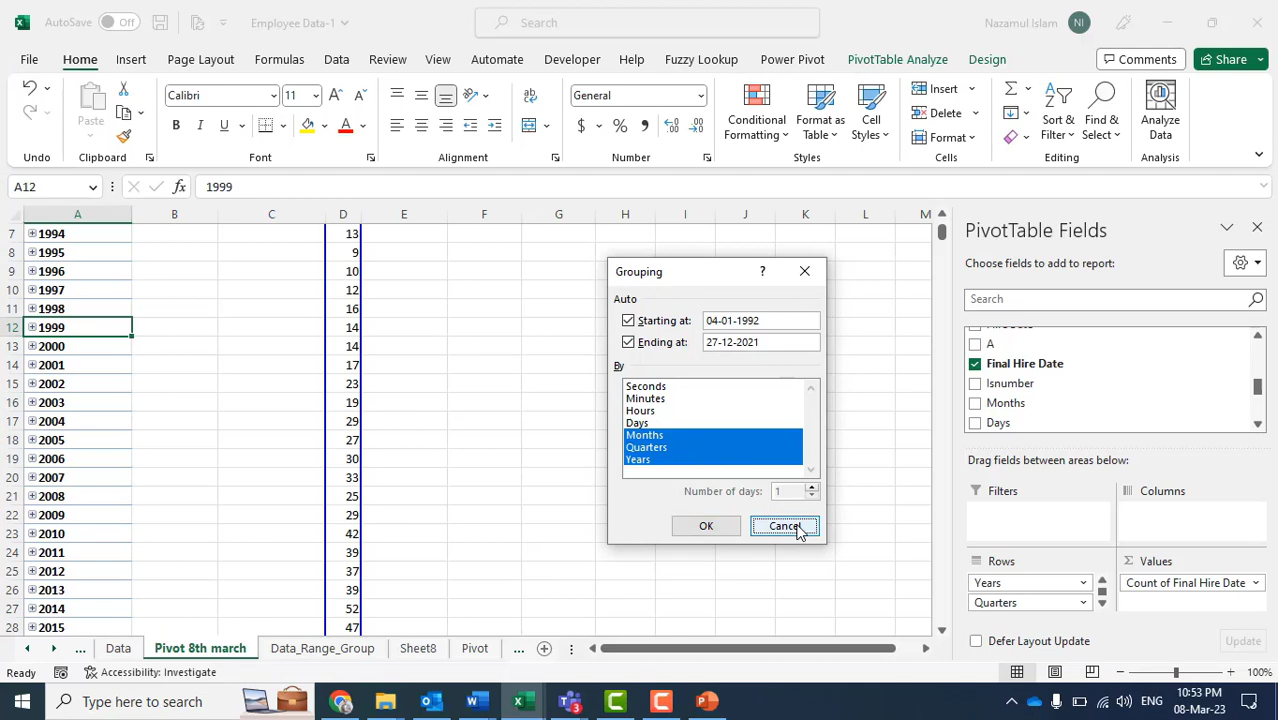 AutoSave Off Employee Data-1 Search Nazamul Islam NI
File Home Insert Page Layout Formulas Data Review View Automate Developer Help Fuzzy Lookup Power Pivot PivotTable Analyze Design Comments Share
Calibri 11 General Insert
Paste Conditional Format as Cell Delete Sort & Find & Analyze
Formatting Table Styles Format Filter Select Data
Undo Clipboard Font Alignment Number Styles Cells Editing Analysis
A12 fx 1999
A B C D E F G H I J K L M
7 1994 13
8 1995 9
9 1996 10
10 1997 12
11 1998 16
12 1999 14
13 2000 14
14 2001 17
15 2002 23
16 2003 19
17 2004 29
18 2005 27
19 2006 30
20 2007 33
21 2008 25
22 2009 29
23 2010 42
24 2011 39
25 2012 37
26 2013 39
27 2014 52
28 2015 47
Grouping ?
Auto
Starting at: 04-01-1992
Ending at: 27-12-2021
By
Seconds
Minutes
Hours
Days
Months
Quarters
Years
Number of days: 1
OK Cancel
PivotTable Fields
Choose fields to add to report:
Search
A
Final Hire Date
Isnumber
Months
Days
Drag fields between areas below:
Filters Columns
Rows Σ Values
Years Count of Final Hire Date
Quarters
Defer Layout Update Update
... Data Pivot 8th march Data_Range_Group Sheet8 Pivot ...
Ready Accessibility: Investigate 100%
Type here to search ENG 10:53 PM
08-Mar-23